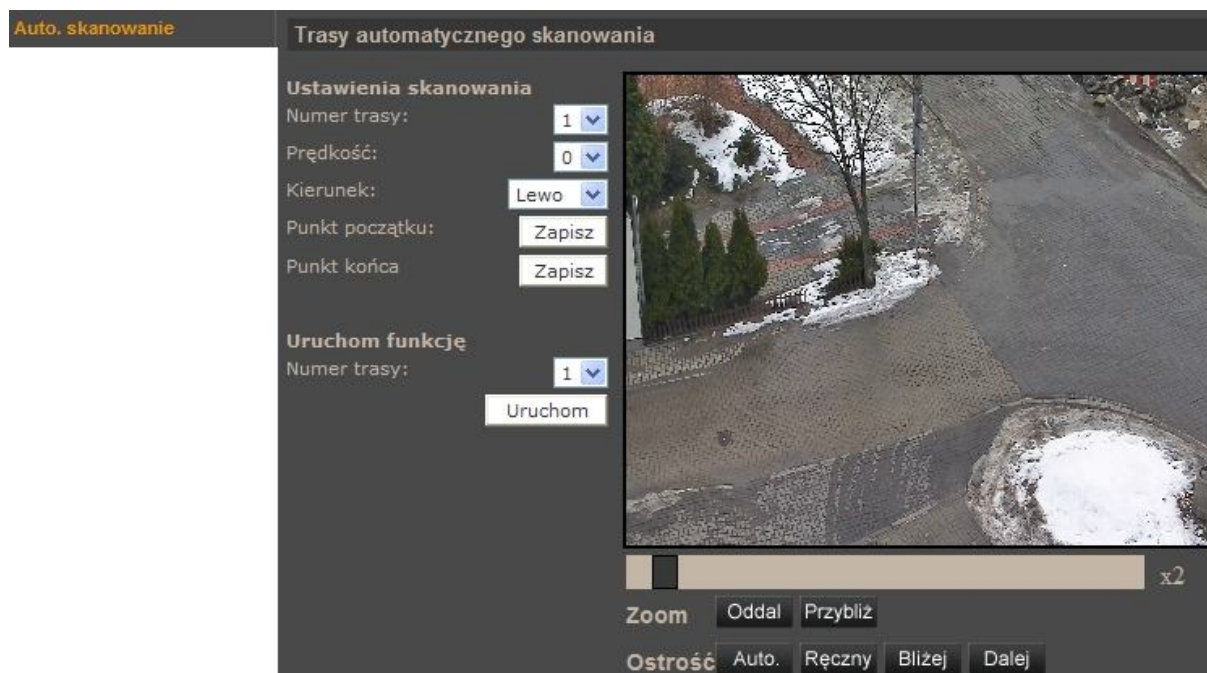 Auto. skanowanie
Trasy automatycznego skanowania
Ustawienia skanowania
Numer trasy: 1
Prędkość: 0
Kierunek: Lewo
Punkt początku: Zapisz
Punkt końca Zapisz
Uruchom funkcję
Numer trasy: 1
Uruchom
x2
Zoom Oddal Przybliż
Ostrość Auto. Ręczny Bliżej Dalej